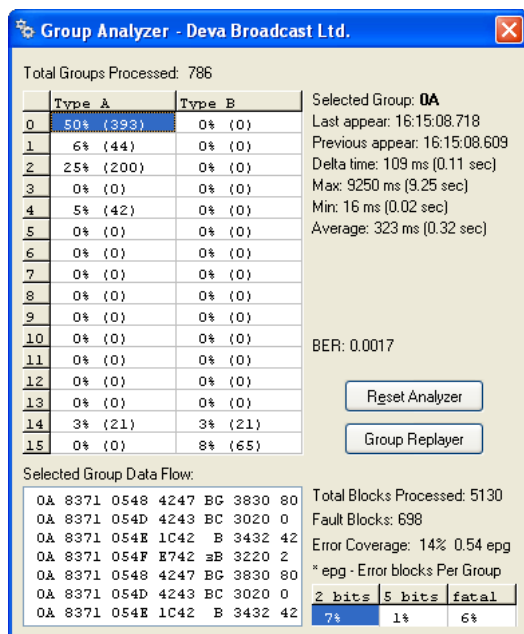 Group Analyzer - Deva Broadcast Ltd.
Total Groups Processed: 786
Type A Type B
0 50% (393) 0% (0)
1 6% (44) 0% (0)
2 25% (200) 0% (0)
3 0% (0) 0% (0)
4 5% (42) 0% (0)
5 0% (0) 0% (0)
6 0% (0) 0% (0)
7 0% (0) 0% (0)
8 0% (0) 0% (0)
9 0% (0) 0% (0)
10 0% (0) 0% (0)
11 0% (0) 0% (0)
12 0% (0) 0% (0)
13 0% (0) 0% (0)
14 3% (21) 3% (21)
15 0% (0) 8% (65)
Selected Group: 0A
Last appear: 16:15:08.718
Previous appear: 16:15:08.609
Delta time: 109 ms (0.11 sec)
Max: 9250 ms (9.25 sec)
Min: 16 ms (0.02 sec)
Average: 323 ms (0.32 sec)
BER: 0.0017
Reset Analyzer
Group Replayer
Selected Group Data Flow:
0A 8371 0548 4247 BG 3830 80
0A 8371 054D 4243 BC 3020 0
0A 8371 054E 1C42 B 3432 42
0A 8371 054F E742 зB 3220 2
0A 8371 0548 4247 BG 3830 80
0A 8371 054D 4243 BC 3020 0
0A 8371 054E 1C42 B 3432 42
Total Blocks Processed: 5130
Fault Blocks: 698
Error Coverage: 14% 0.54 epg
* epg - Error blocks Per Group
2 bits 5 bits fatal
7% 1% 6%